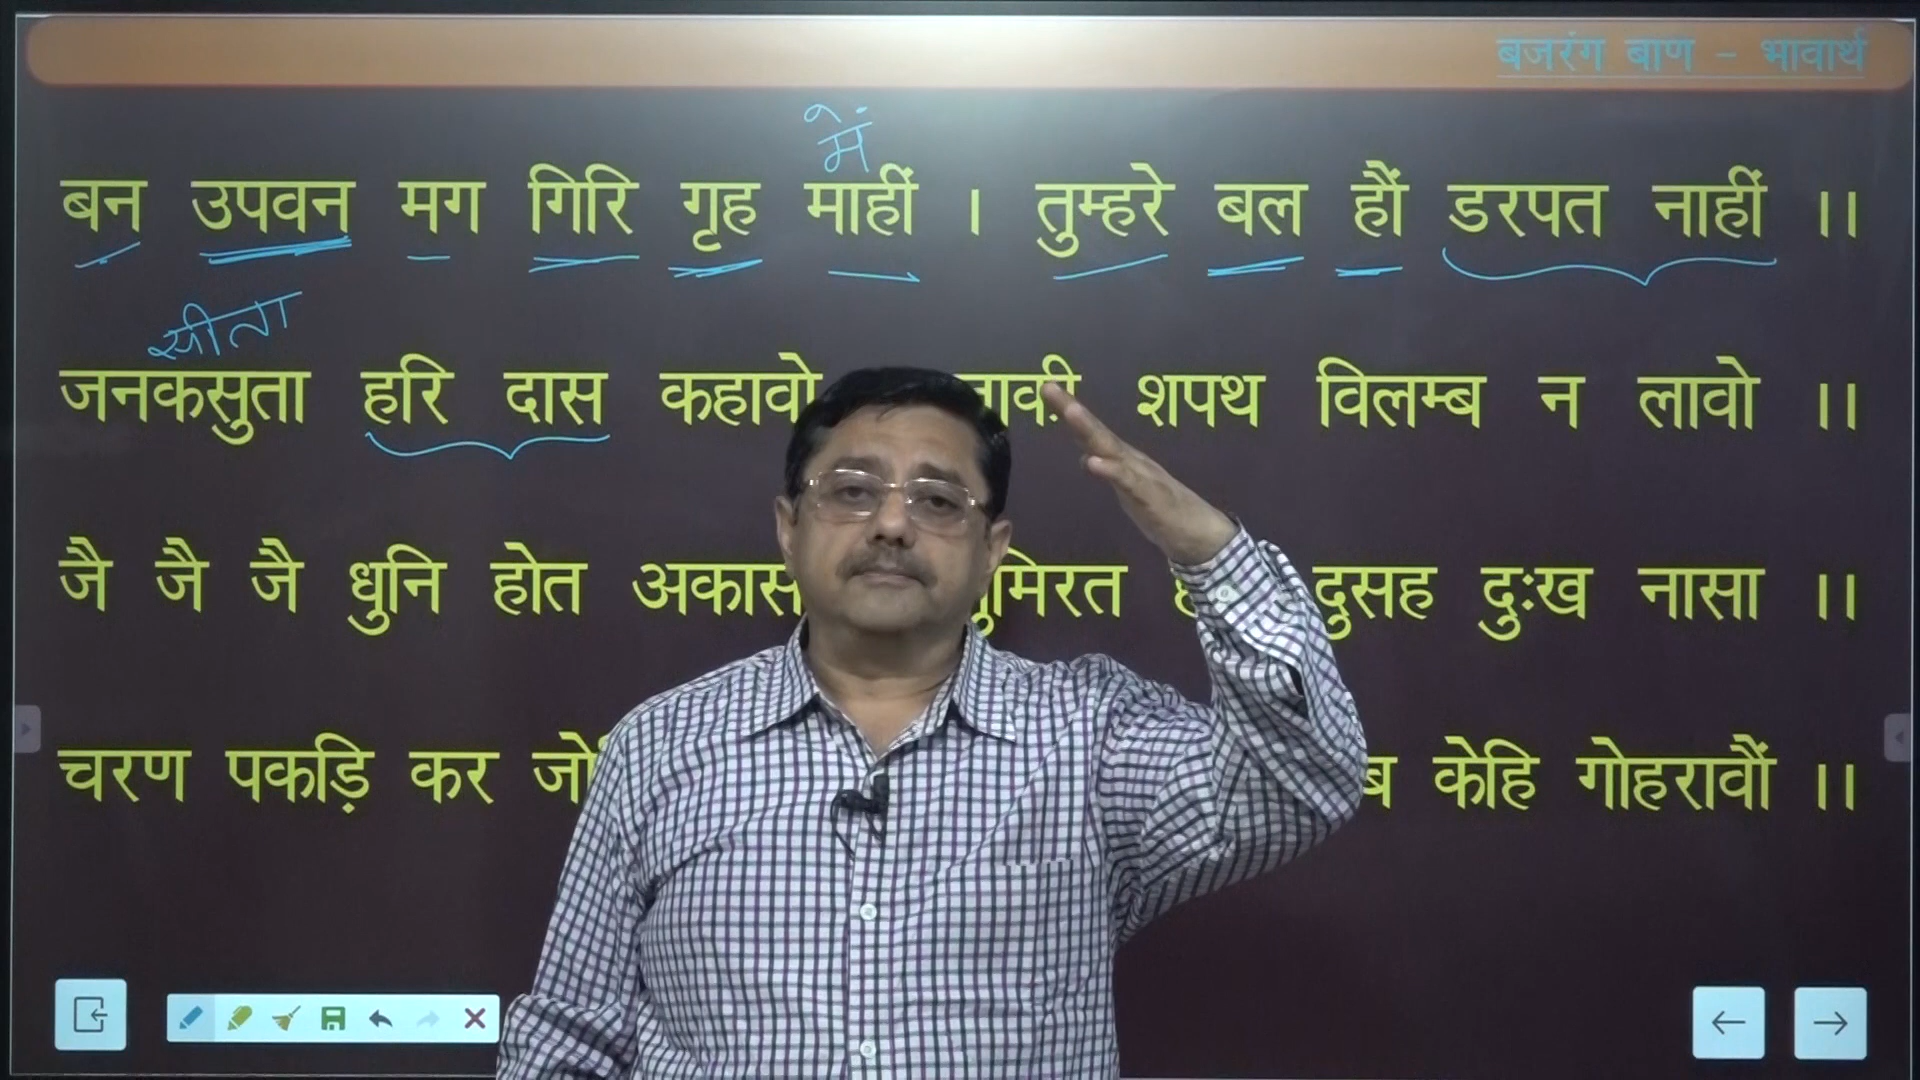 बजरंग बाण - भावार्थ
में
बन उपवन मग गिरि गृह माहीं । तुम्हरे बल हौं डरपत नाहीं ।।
सीता
जनकसुता हरि दास कहावो शपथ विलम्ब न लावो ।।
जै जै जै धुनि होत अकास दुसह दुःख नासा ।।
चरण पकड़ि कर केहि गोहरावौं ।।